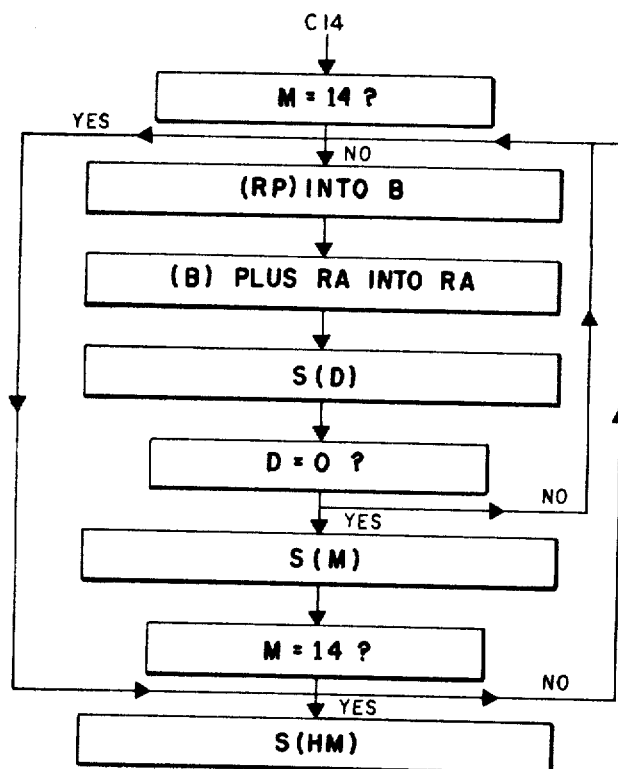 C14
M = 14 ?
YES
NO
(RP) INTO B
(B) PLUS RA INTO RA
S(D)
D = 0 ?
NO
YES
S(M)
M = 14 ?
NO
YES
S(HM)